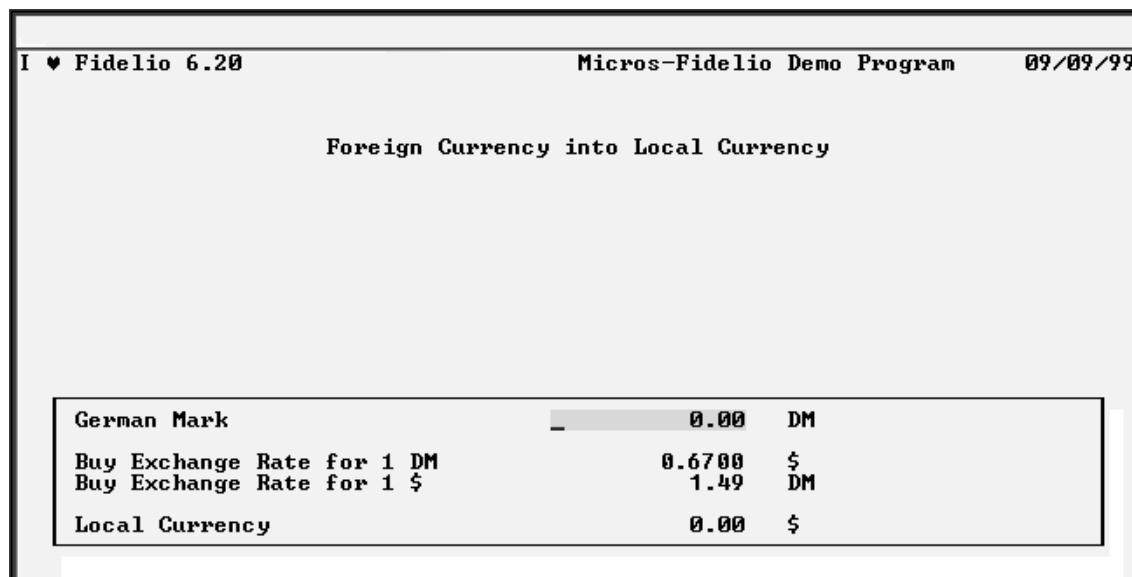 I ♥ Fidelio 6.20 Micros-Fidelio Demo Program 09/09/99
Foreign Currency into Local Currency
German Mark 0.00 DM
Buy Exchange Rate for 1 DM 0.6700 $
Buy Exchange Rate for 1 $ 1.49 DM
Local Currency 0.00 $